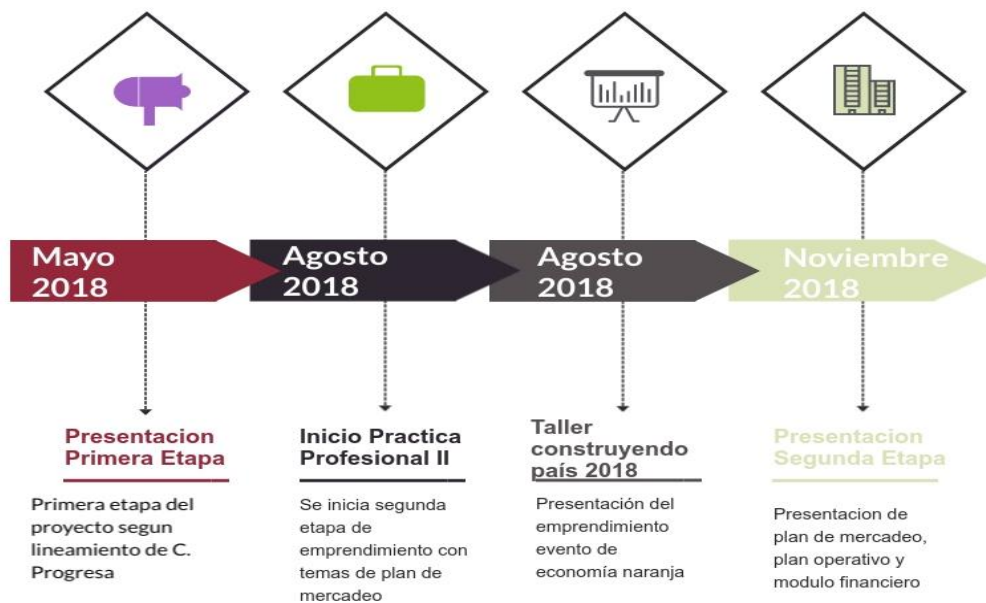 Mayo
2018
Agosto
2018
Agosto
2018
Noviembre
2018
Presentacion
Primera Etapa
Primera etapa del
proyecto segun
lineamiento de C.
Progresa
Inicio Practica
Profesional II
Se inicia segunda
etapa de
emprendimiento con
temas de plan de
mercadeo
Taller
construyendo
país 2018
Presentación del
emprendimiento
evento de
economía naranja
Presentacion
Segunda Etapa
Presentacion de
plan de mercadeo,
plan operativo y
modulo financiero